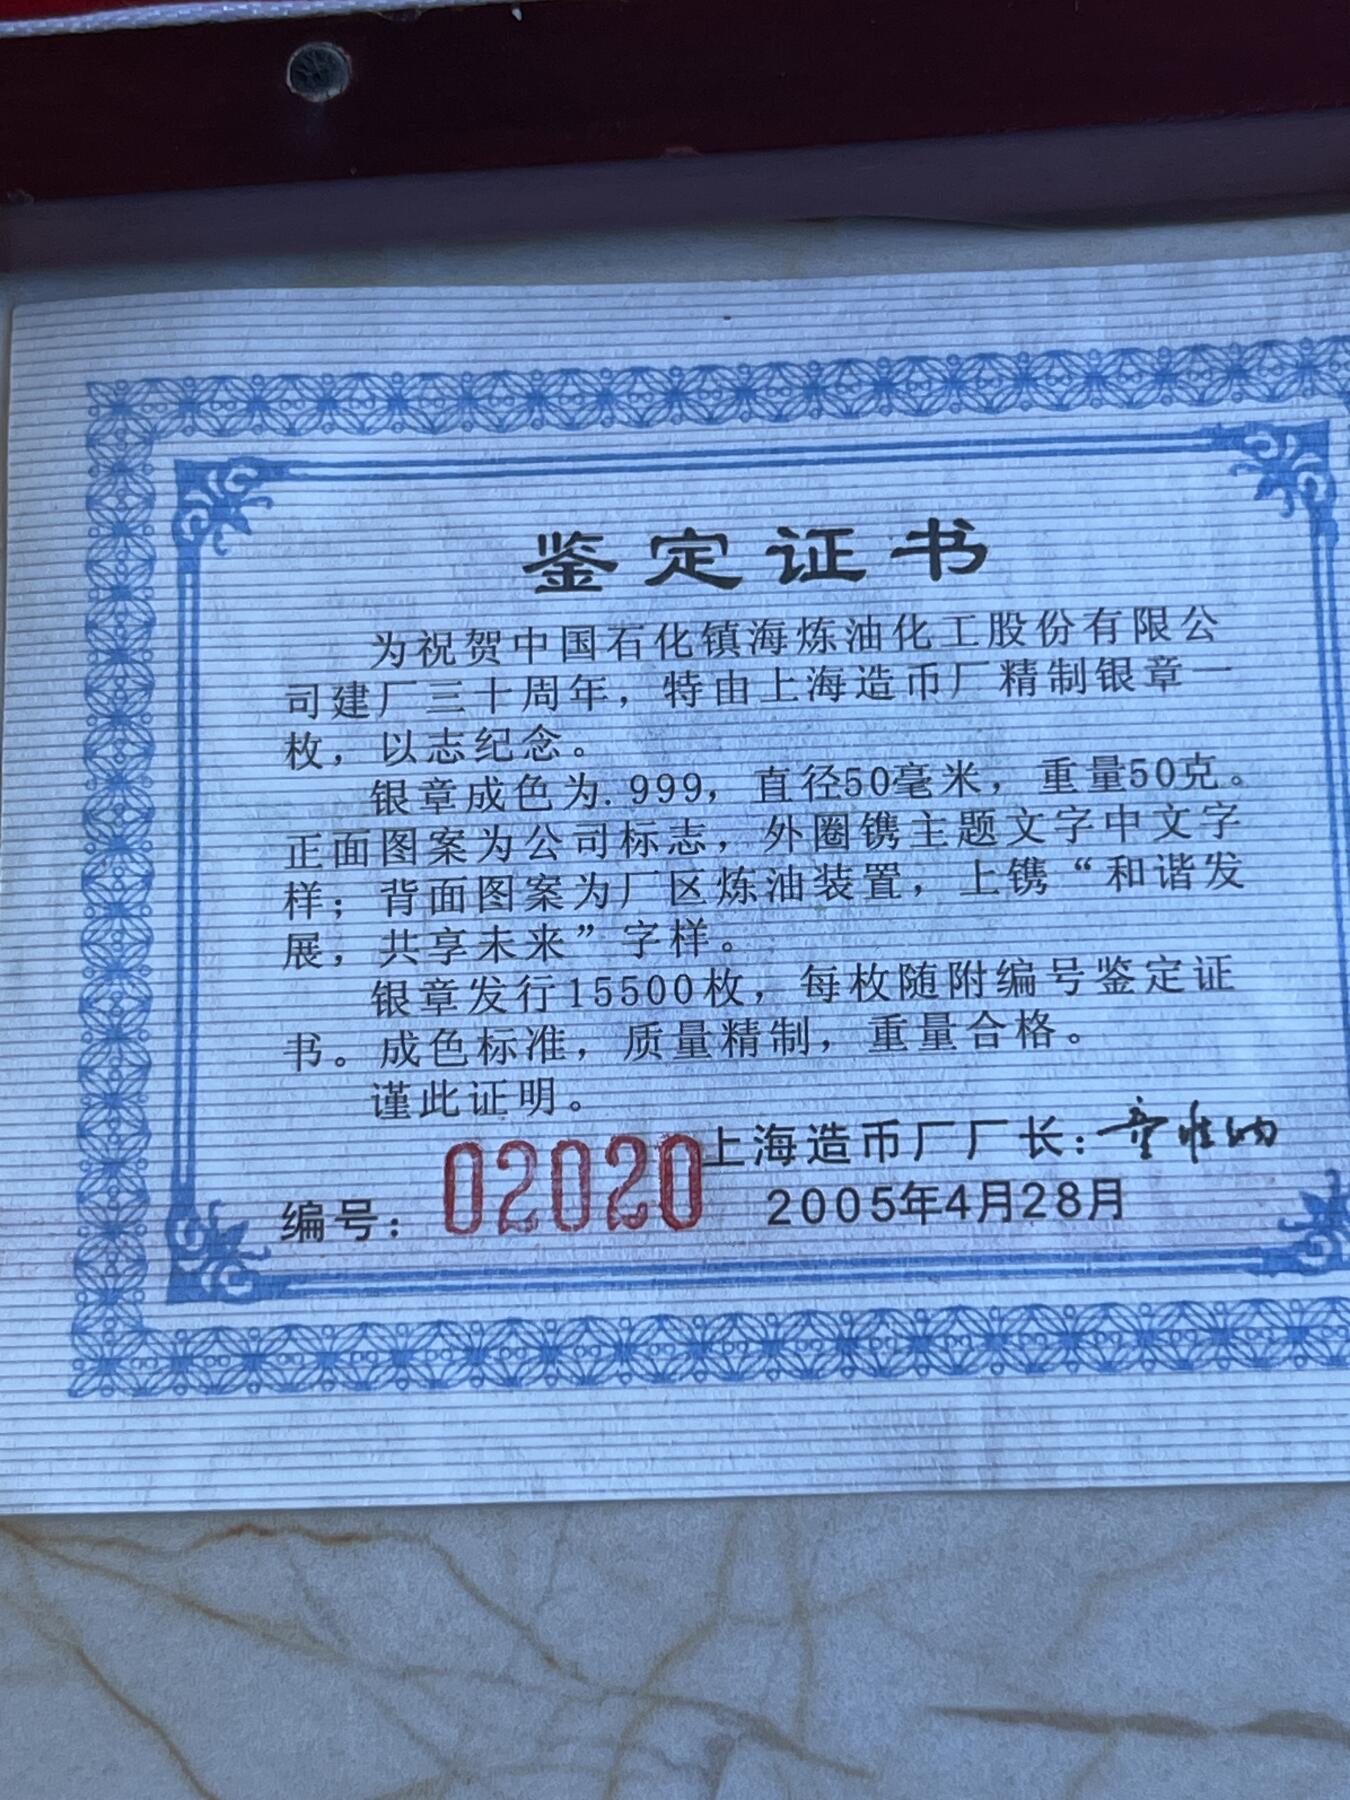 鉴定证书
为祝贺中国石化镇海炼油化工股份有限公
司建厂三十周年，特由上海造币厂精制银章一
枚，以志纪念。
银章成色为.999，直径50毫米，重量50克。
正面图案为公司标志，外圈镌主题文字中文字
样；背面图案为厂区炼油装置，上镌“和谐发
展，共享未来”字样。
银章发行15500枚，每枚随附编号鉴定证
书。成色标准，质量精制，重量合格。
谨此证明。
上海造币厂厂长：
编号：02020
2005年4月28月